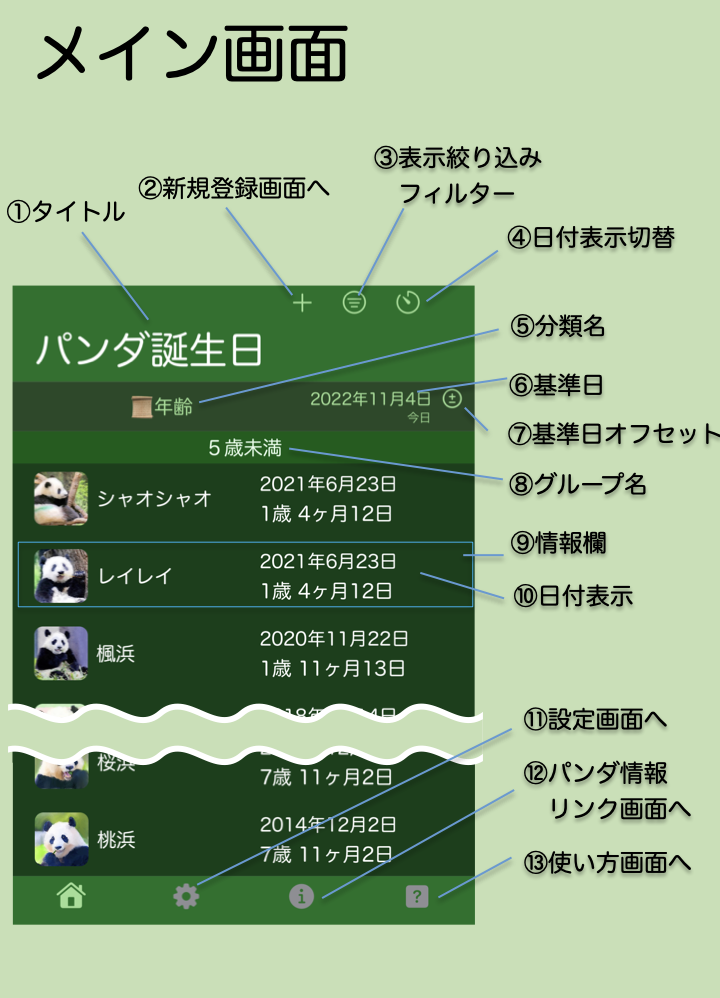 メイン画面
③表示絞り込み
フィルター
②新規登録画面へ
①タイトル
④日付表示切替
パンダ誕生日
⑤分類名
年齢
2022年11月4日
今日
⑥基準日
⑦基準日オフセット
５歳未満
⑧グループ名
シャオシャオ
2021年6月23日
1歳 4ヶ月12日
⑨情報欄
レイレイ
2021年6月23日
1歳 4ヶ月12日
⑩日付表示
楓浜
2020年11月22日
1歳 11ヶ月13日
⑪設定画面へ
桜浜
7歳 11ヶ月2日
⑫パンダ情報
リンク画面へ
桃浜
2014年12月2日
7歳 11ヶ月2日
⑬使い方画面へ